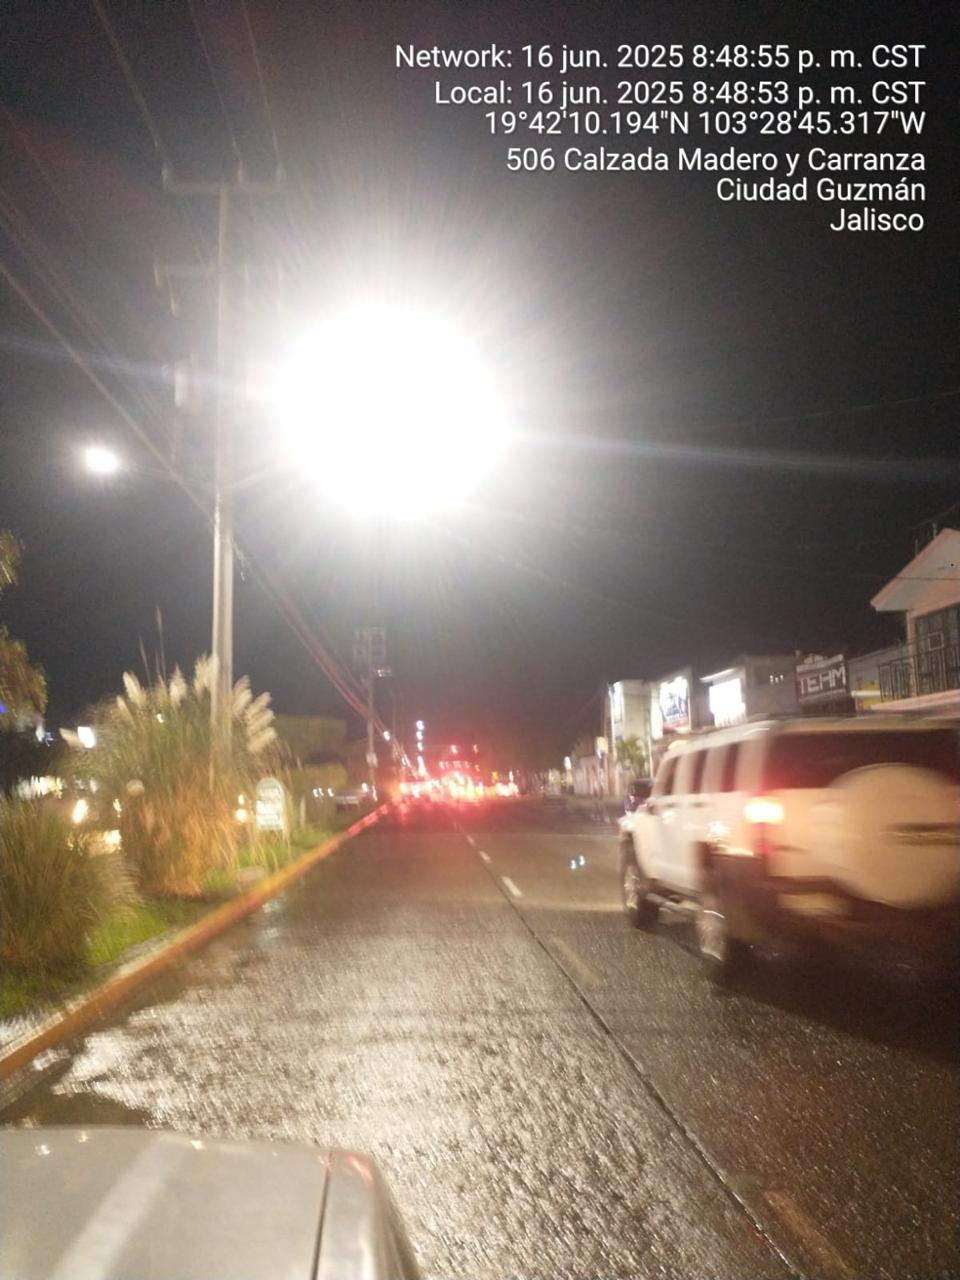 Network: 16 jun. 2025 8:48:55 p. m. CST
Local: 16 jun. 2025 8:48:53 p. m. CST
19°42'10.194"N 103°28'45.317"W
506 Calzada Madero y Carranza
Ciudad Guzmán
Jalisco
TEAM